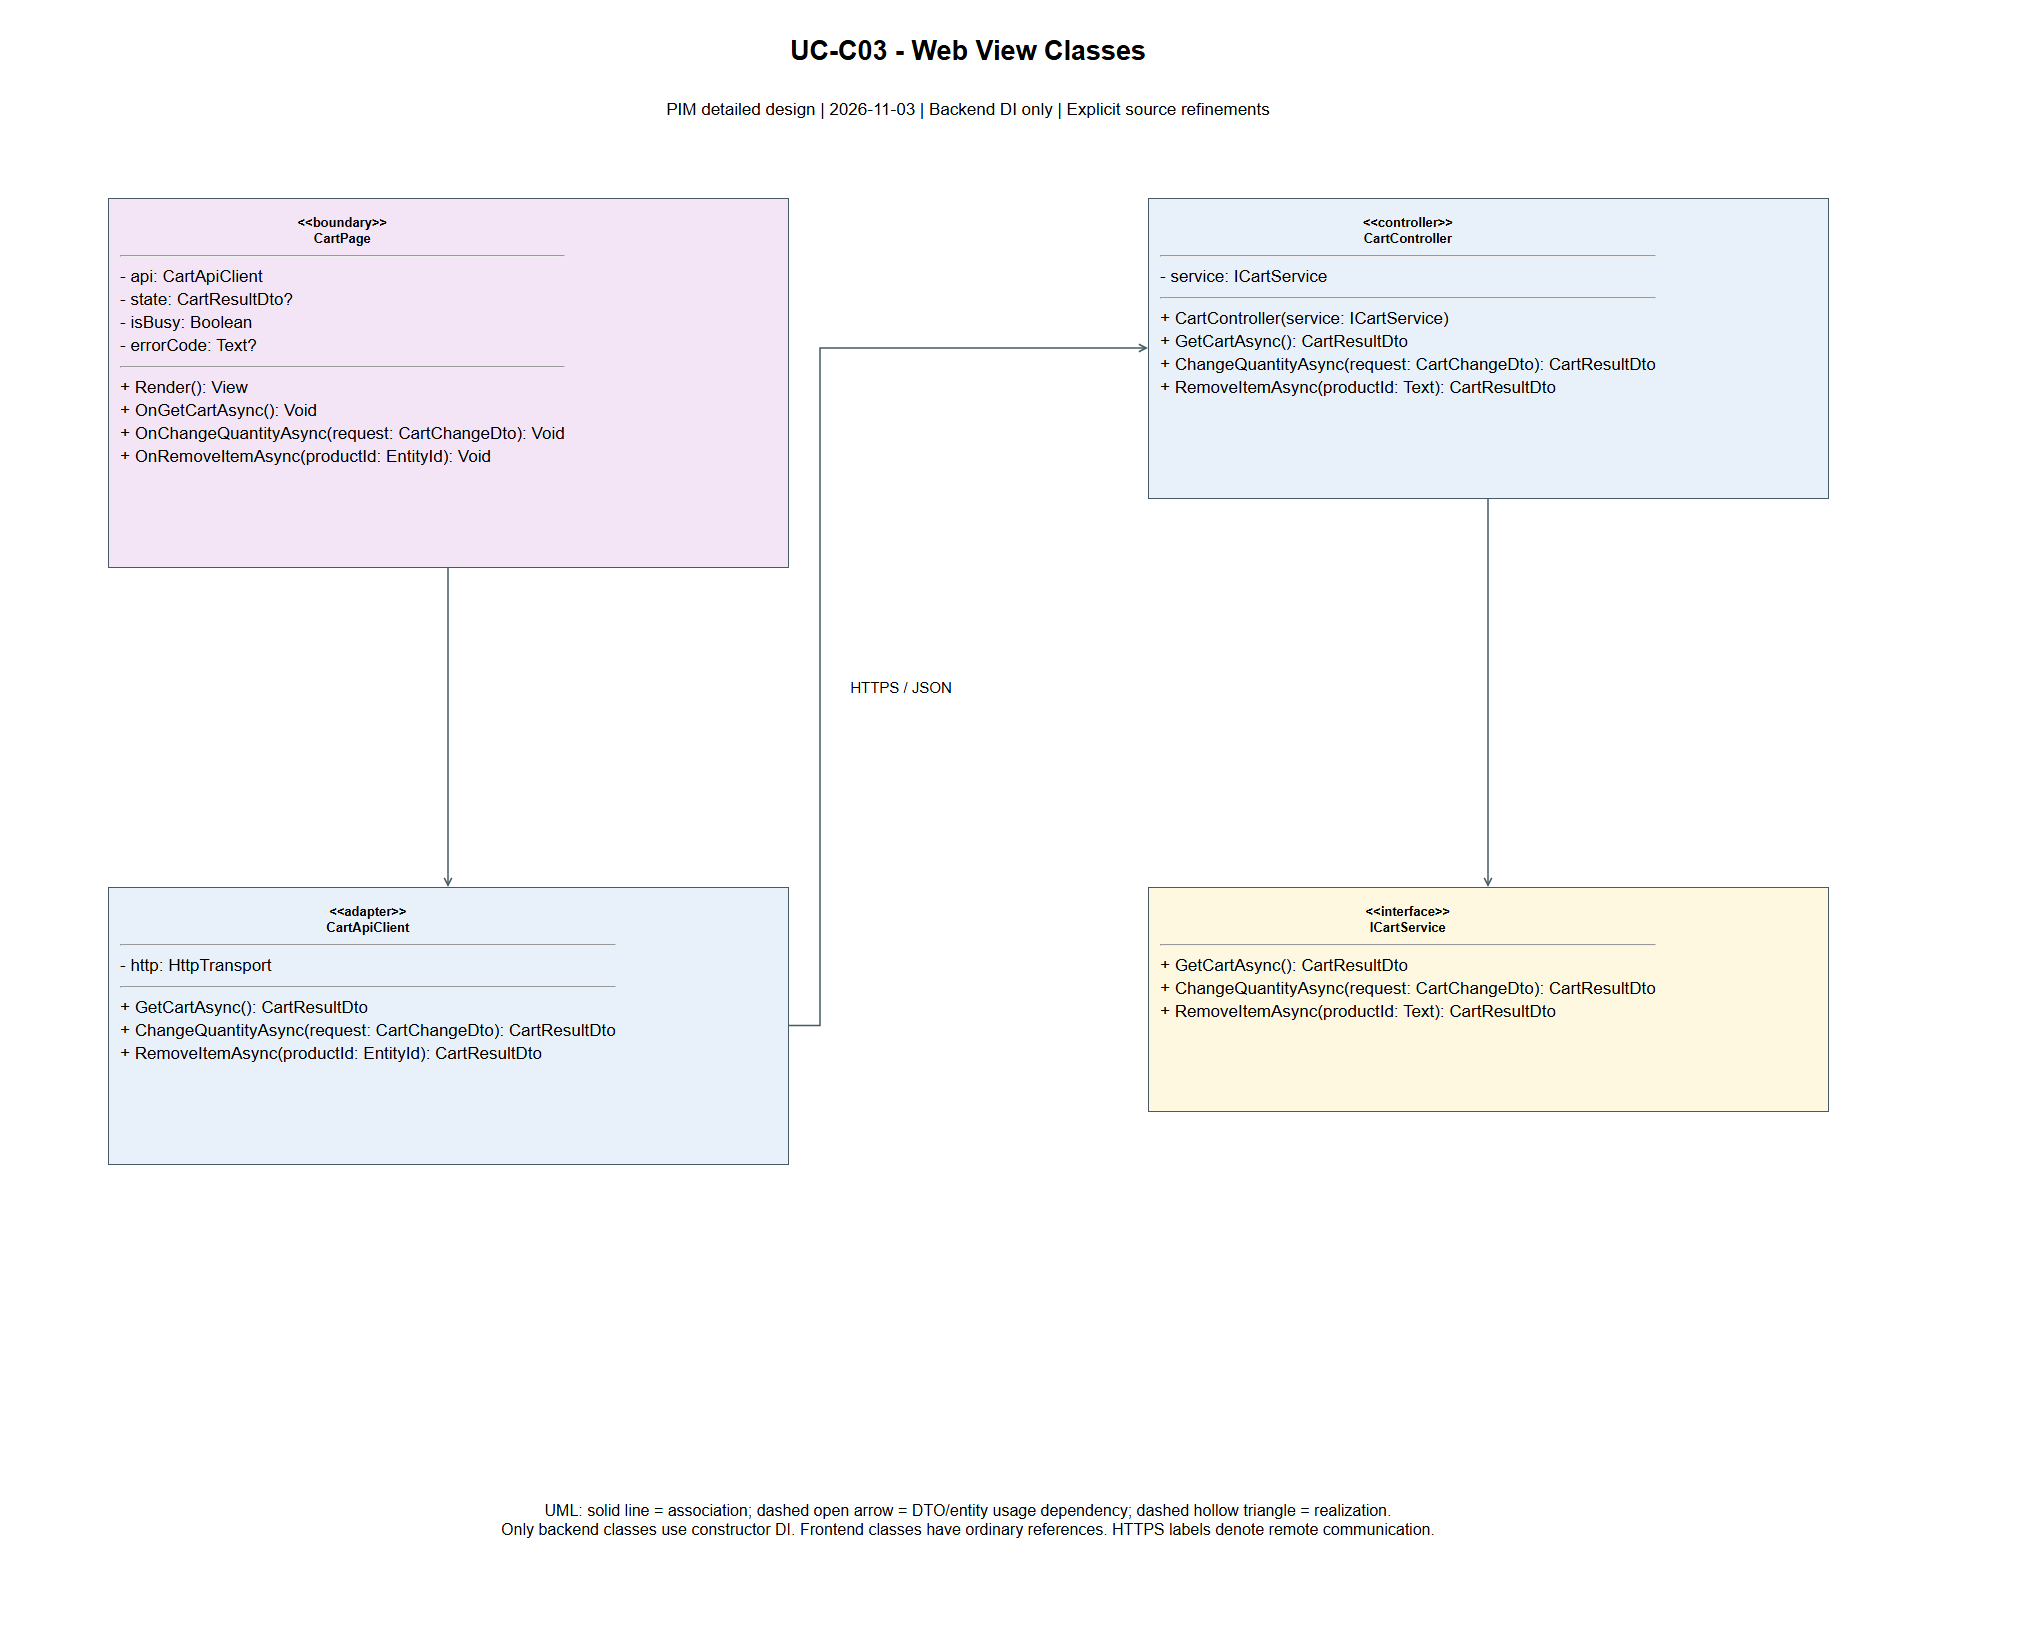 UC-C03 - Web View Classes
PIM detailed design | 2026-11-03 | Backend DI only | Explicit source refinements
<<boundary>>
CartPage
- api: CartApiClient
- state: CartResultDto?
- isBusy: Boolean
- errorCode: Text?
+ Render(): View
+ OnGetCartAsync(): Void
+ OnChangeQuantityAsync(request: CartChangeDto): Void
+ OnRemoveItemAsync(productId: EntityId): Void
<<controller>>
CartController
- service: ICartService
+ CartController(service: ICartService)
+ GetCartAsync(): CartResultDto
+ ChangeQuantityAsync(request: CartChangeDto): CartResultDto
+ RemoveItemAsync(productId: Text): CartResultDto
HTTPS / JSON
<<adapter>>
CartApiClient
- http: HttpTransport
+ GetCartAsync(): CartResultDto
+ ChangeQuantityAsync(request: CartChangeDto): CartResultDto
+ RemoveItemAsync(productId: EntityId): CartResultDto
<<interface>>
ICartService
+ GetCartAsync(): CartResultDto
+ ChangeQuantityAsync(request: CartChangeDto): CartResultDto
+ RemoveItemAsync(productId: Text): CartResultDto
UML: solid line = association; dashed open arrow = DTO/entity usage dependency; dashed hollow triangle = realization.
Only backend classes use constructor DI. Frontend classes have ordinary references. HTTPS labels denote remote communication.